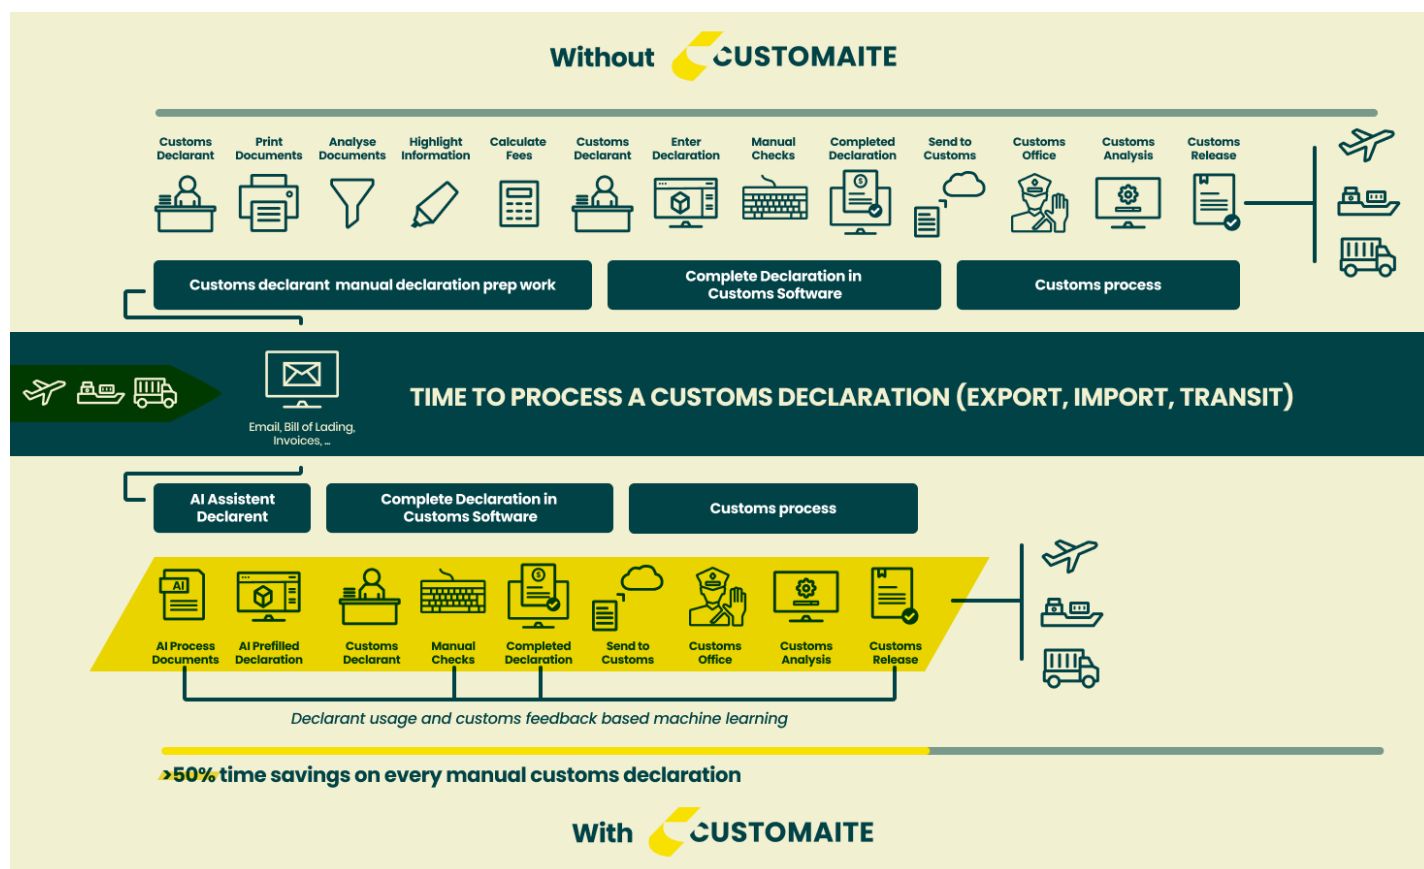 Without CUSTOMAITE
Customs
Declarant
Print
Documents
Analyse
Documents
Highlight
Information
Calculate
Fees
Customs
Declarant
Enter
Declaration
Manual
Checks
Completed
Declaration
Send to
Customs
Customs
Office
Customs
Analysis
Customs
Release
Customs declarant manual declaration prep work
Complete Declaration in
Customs Software
Customs process
Email, Bill of Lading,
Invoices, ...
TIME TO PROCESS A CUSTOMS DECLARATION (EXPORT, IMPORT, TRANSIT)
AI Assistent
Declarent
Complete Declaration in
Customs Software
Customs process
AI
AI Process
Documents
AI Prefilled
Declaration
Customs
Declarant
Manual
Checks
Completed
Declaration
Send to
Customs
Customs
Office
Customs
Analysis
Customs
Release
Declarant usage and customs feedback based machine learning
>50% time savings on every manual customs declaration
With CUSTOMAITE